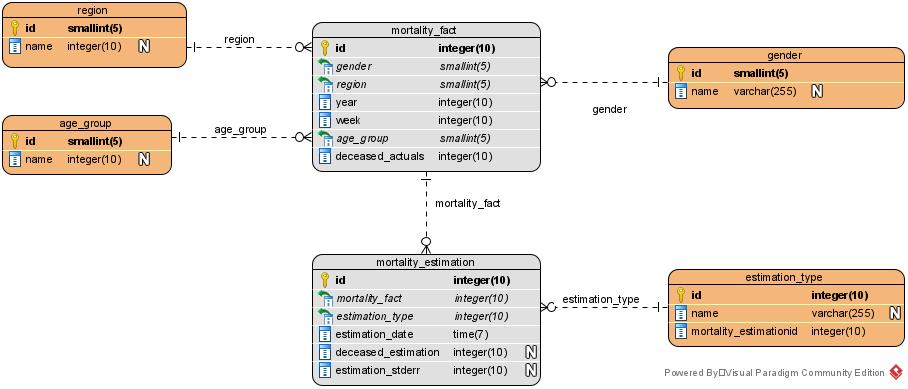 region
id smallint(5)
name integer(10) N
region
age_group
id smallint(5)
name integer(10) N
age_group
mortality_fact
id integer(10)
gender smallint(5)
region smallint(5)
year integer(10)
week integer(10)
age_group smallint(5)
deceased_actuals integer(10)
gender
id smallint(5)
name varchar(255) N
gender
mortality_fact
mortality_estimation
id integer(10)
mortality_fact integer(10)
estimation_type integer(10)
estimation_date time(7)
deceased_estimation integer(10) N
estimation_stderr integer(10) N
estimation_type
estimation_type
id integer(10)
name varchar(255) N
mortality_estimationid integer(10)
Powered By□Visual Paradigm Community Edition